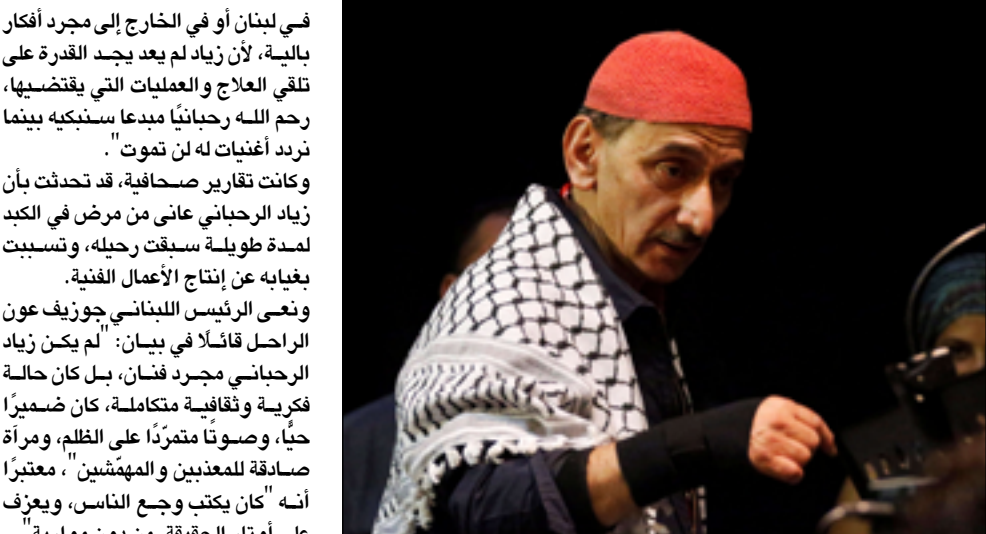 في لبنان أو في الخارج إلى مجرد أفكار
بالية، لأن زياد لم يعد يجد القدرة على
تلقي العلاج والعمليات التي يقتضيها،
رحم الله رحبانيًا مبدعا سنبكيه بينما
نردد أغنيات له لن تموت".
وكانت تقارير صحافية، قد تحدثت بأن
زياد الرحباني عانى من مرض في الكبد
لمدة طويلة سبقت رحيله، وتسببت
بغيابه عن إنتاج الأعمال الفنية.
ونعى الرئيس اللبناني جوزيف عون
الراحل قائلًا في بيان: "لم يكن زياد
الرحباني مجرد فنان، بل كان حالة
فكرية وثقافية متكاملة، كان ضميرًا
حيًّا، وصوتًا متمرّدًا على الظلم، ومرآة
صادقة للمعذبين والمهمّشين"، معتبرًا
أنه "كان يكتب وجع الناس، ويعزف